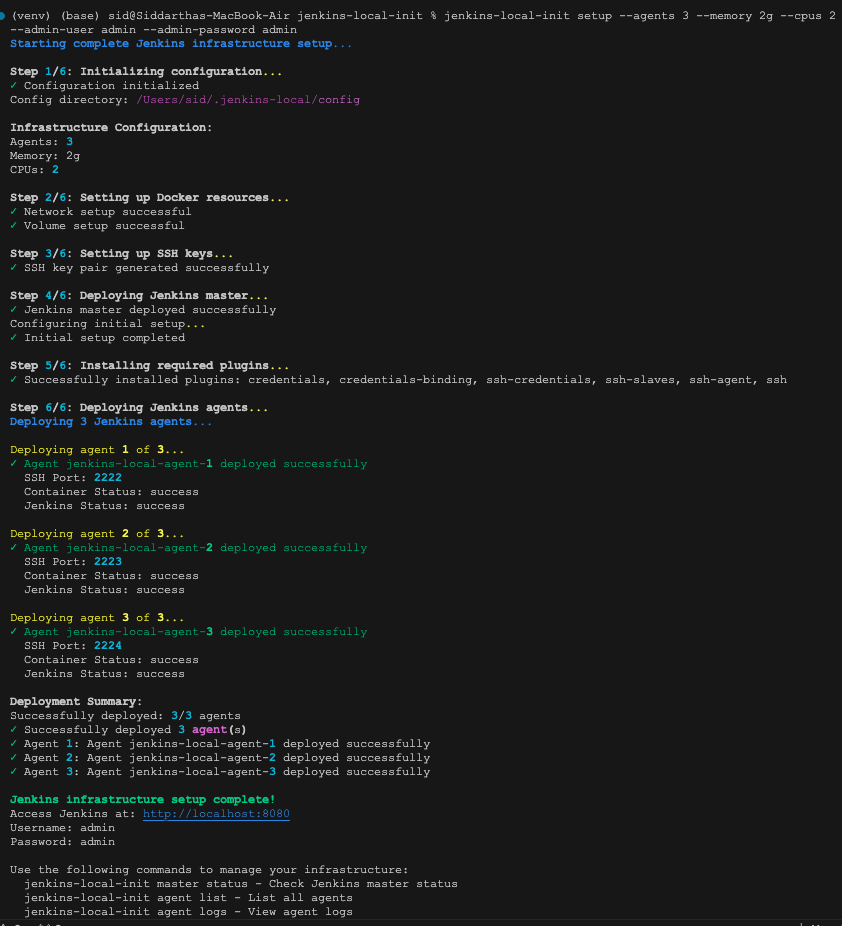 (venv) (base) sid@Siddarthas-MacBook-Air jenkins-local-init % jenkins-local-init setup --agents 3 --memory 2g --cpus 2
--admin-user admin --admin-password admin
Starting complete Jenkins infrastructure setup...
Step 1/6: Initializing configuration...
✓ Configuration initialized
Config directory: /Users/sid/.jenkins-local/config
Infrastructure Configuration:
Agents: 3
Memory: 2g
CPUs: 2
Step 2/6: Setting up Docker resources...
✓ Network setup successful
✓ Volume setup successful
Step 3/6: Setting up SSH keys...
✓ SSH key pair generated successfully
Step 4/6: Deploying Jenkins master...
✓ Jenkins master deployed successfully
Configuring initial setup...
✓ Initial setup completed
Step 5/6: Installing required plugins...
✓ Successfully installed plugins: credentials, credentials-binding, ssh-credentials, ssh-slaves, ssh-agent, ssh
Step 6/6: Deploying Jenkins agents...
Deploying 3 Jenkins agents...
Deploying agent 1 of 3...
✓ Agent jenkins-local-agent-1 deployed successfully
SSH Port: 2222
Container Status: success
Jenkins Status: success
Deploying agent 2 of 3...
✓ Agent jenkins-local-agent-2 deployed successfully
SSH Port: 2223
Container Status: success
Jenkins Status: success
Deploying agent 3 of 3...
✓ Agent jenkins-local-agent-3 deployed successfully
SSH Port: 2224
Container Status: success
Jenkins Status: success
Deployment Summary:
Successfully deployed: 3/3 agents
✓ Successfully deployed 3 agent(s)
✓ Agent 1: Agent jenkins-local-agent-1 deployed successfully
✓ Agent 2: Agent jenkins-local-agent-2 deployed successfully
✓ Agent 3: Agent jenkins-local-agent-3 deployed successfully
Jenkins infrastructure setup complete!
Access Jenkins at: http://localhost:8080
Username: admin
Password: admin
Use the following commands to manage your infrastructure:
jenkins-local-init master status - Check Jenkins master status
jenkins-local-init agent list - List all agents
jenkins-local-init agent logs - View agent logs